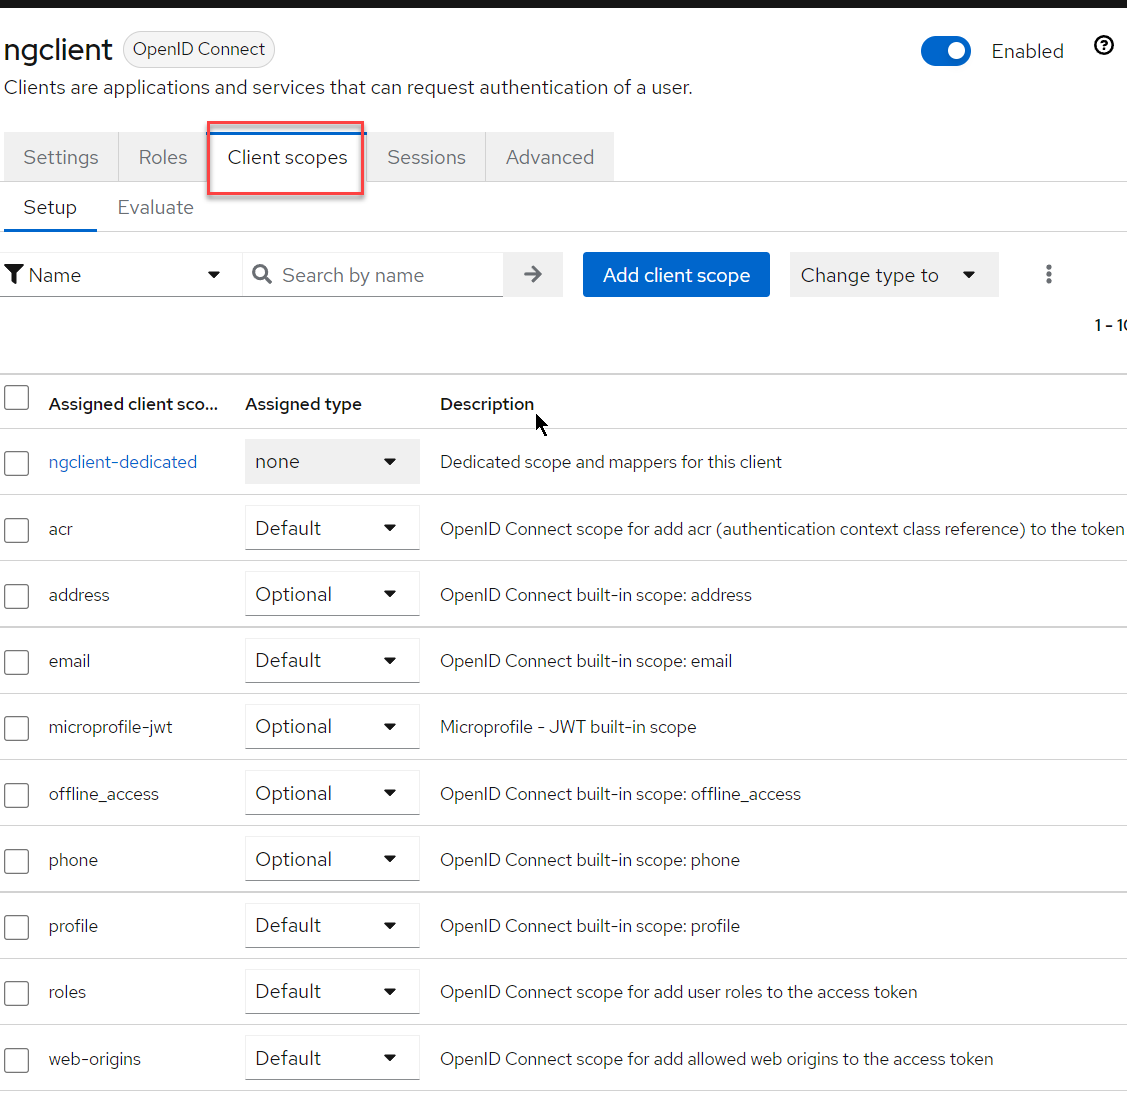 ngclient OpenID Connect Enabled
Clients are applications and services that can request authentication of a user.
Settings Roles Client scopes Sessions Advanced
Setup Evaluate
Name Search by name Add client scope Change type to
1 - 10
Assigned client sco... Assigned type Description
ngclient-dedicated none Dedicated scope and mappers for this client
acr Default OpenID Connect scope for add acr (authentication context class reference) to the token
address Optional OpenID Connect built-in scope: address
email Default OpenID Connect built-in scope: email
microprofile-jwt Optional Microprofile - JWT built-in scope
offline_access Optional OpenID Connect built-in scope: offline_access
phone Optional OpenID Connect built-in scope: phone
profile Default OpenID Connect built-in scope: profile
roles Default OpenID Connect scope for add user roles to the access token
web-origins Default OpenID Connect scope for add allowed web origins to the access token